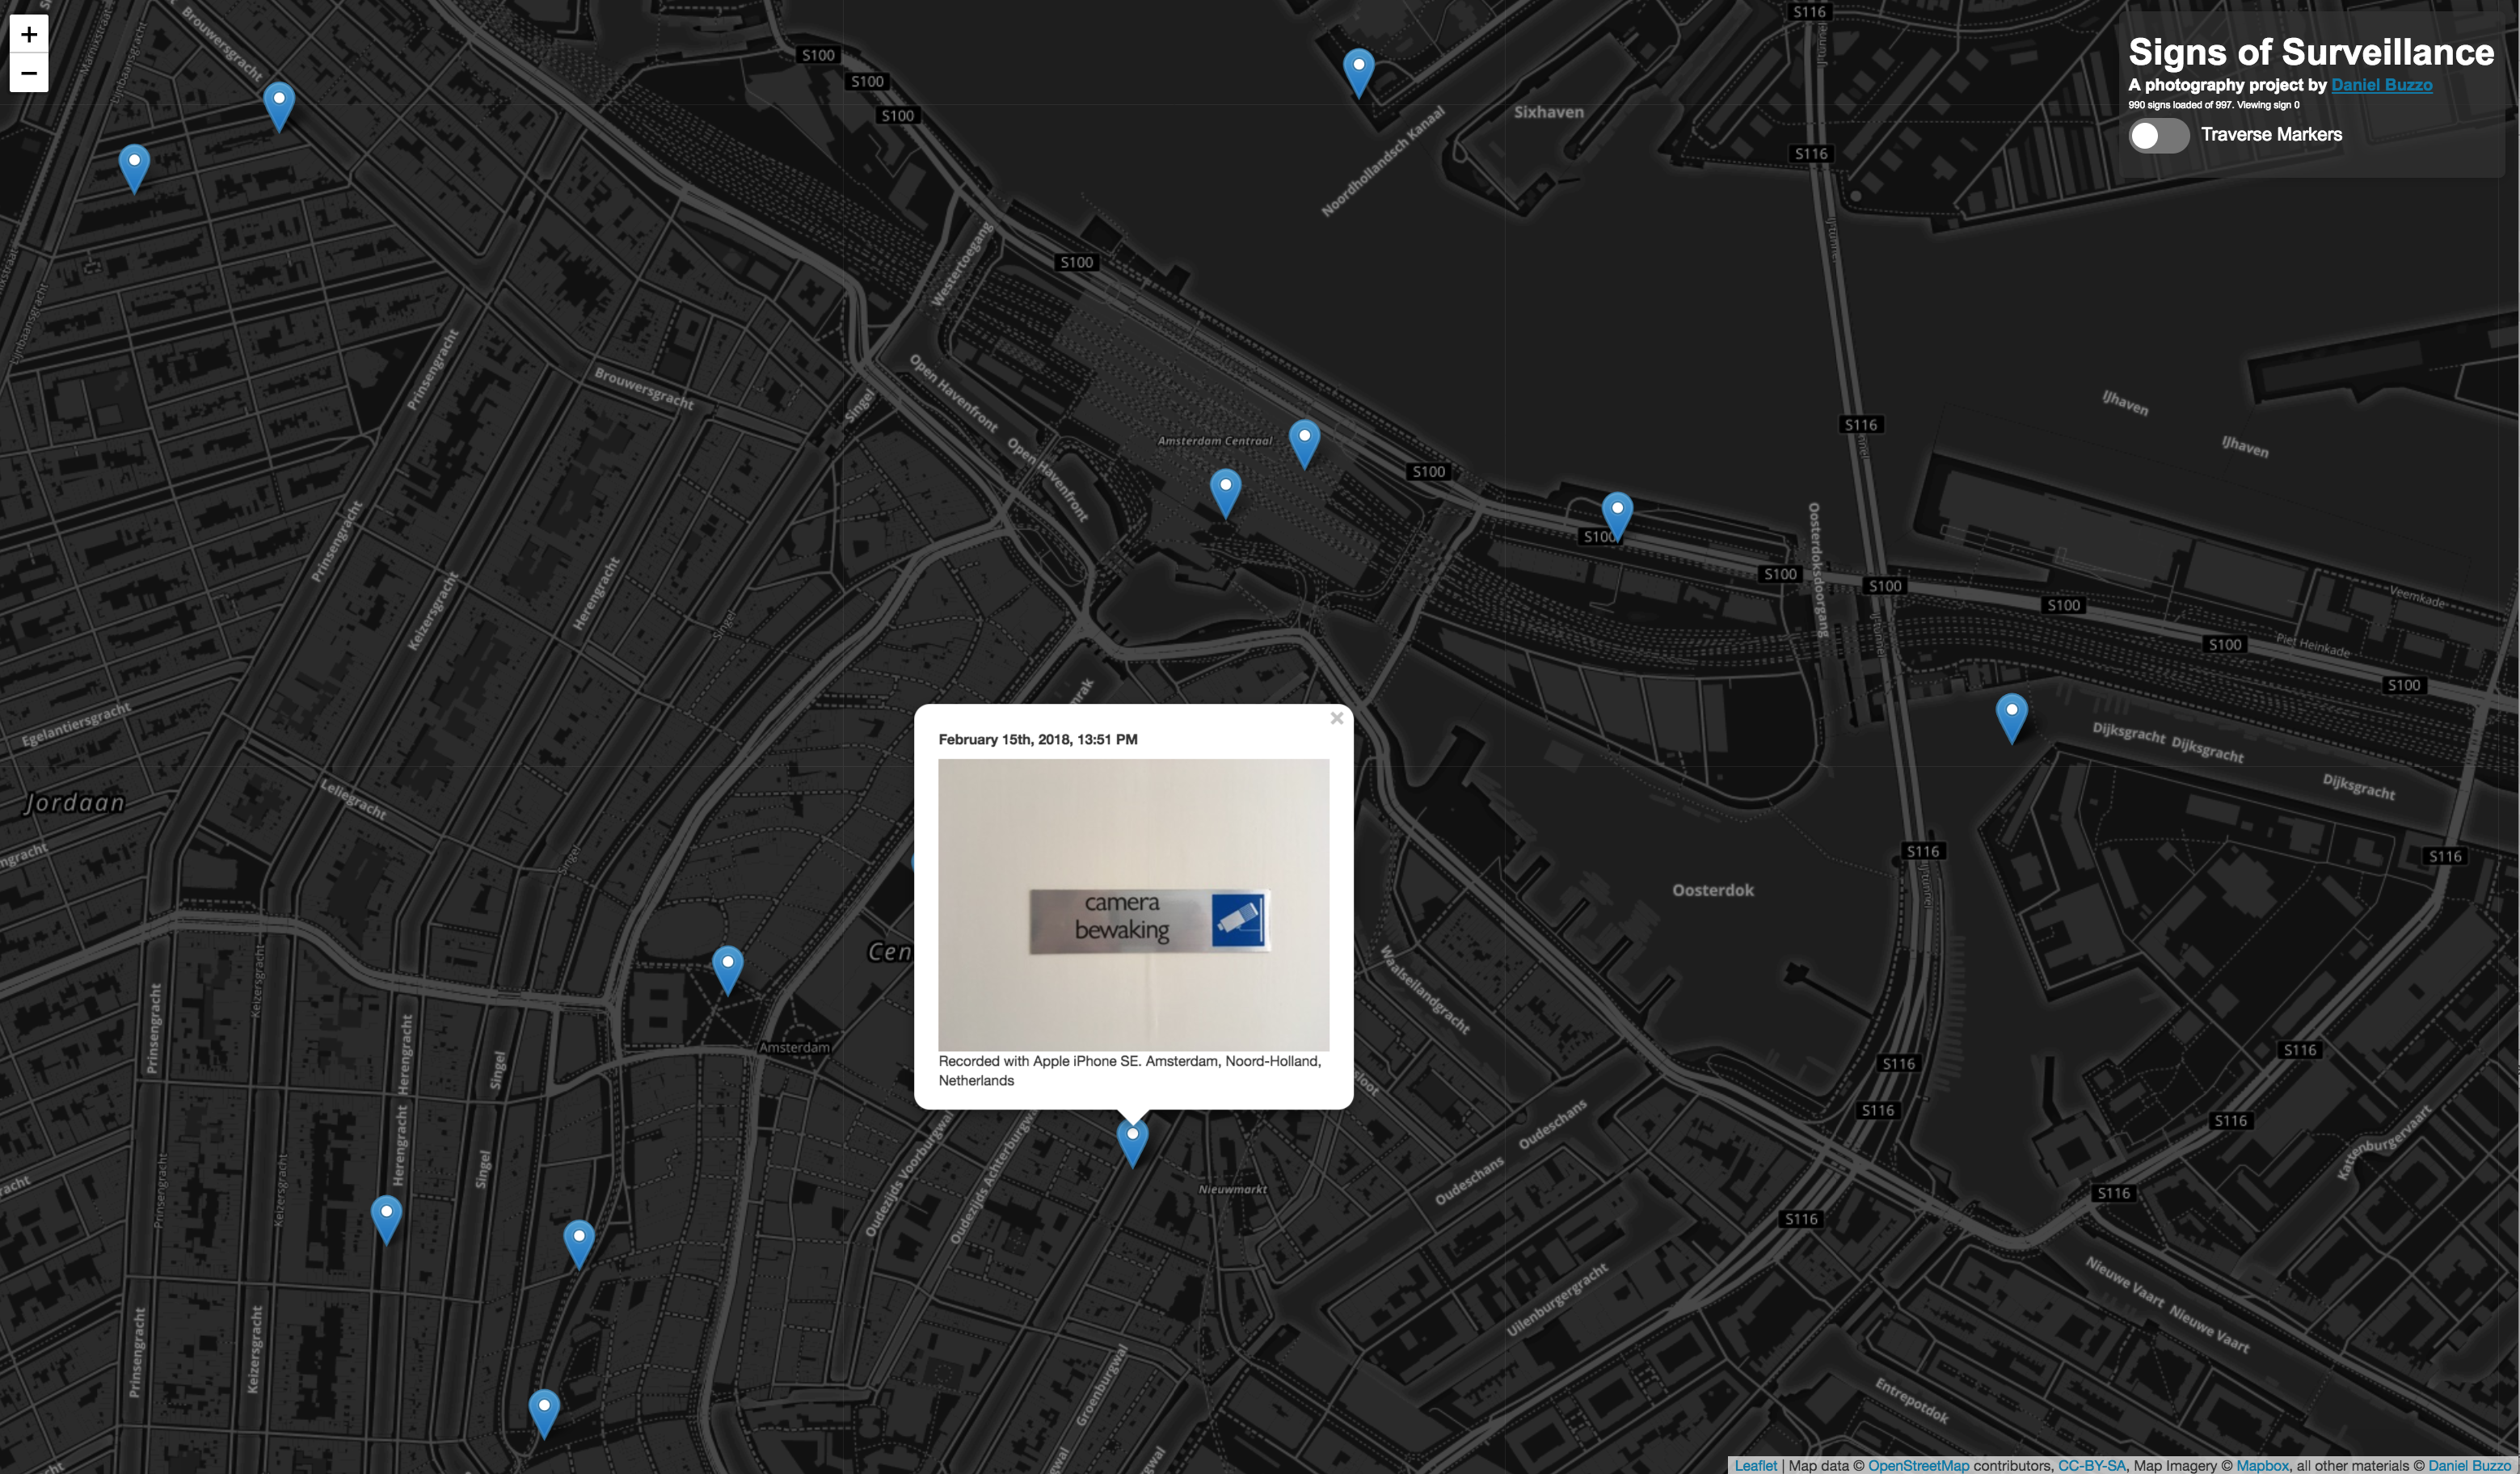 +
−
Signs of Surveillance
A photography project by Daniel Buzzo
990 signs loaded of 997. Viewing sign 0
Traverse Markers
S116
S100
S100
S100
S116
Sixhaven
Noordhollandsch Kanaal
Brouwersgracht
Marnixstraat
Lijnbaansgracht
Westertoegang
S100
Lijnbaansgracht
Prinsengracht
Brouwersgracht
Singel
Open Havenfront
Open Havenfront
Amsterdam Centraal
S100
S116
IJhaven
IJhaven
Prinsengracht
Keizersgracht
Herengracht
Singel
S100
S100
Oosterdoksdoorgang
S100
S100
Veemkade
Piet Heinkade
S100
S100
Egelantiersgracht
Dijksgracht Dijksgracht
Dijksgracht
Jordaan
Leliegracht
Singel
×
February 15th, 2018, 13:51 PM
camera
bewaking
Recorded with Apple iPhone SE. Amsterdam, Noord-Holland,
Netherlands
S116
S116
Oosterdok
Waalseilandgracht
Prinsengracht
Keizersgracht
Herengracht
Singel
Amsterdam
S116
S116
S116
S116
S116
S116
Herengracht
Singel
Prinsengracht
Keizersgracht
Oudezijds Voorburgwal
Oudezijds Achterburgwal
Nieuwmarkt
Oudeschans
Oudeschans
Kattenburgervaart
Uilenburgergracht
Nieuwe Vaart Nieuwe Vaart
Prinsengracht
Keizersgracht
Groenburgwal
Entrepotdok
Leaflet | Map data © OpenStreetMap contributors, CC-BY-SA, Map Imagery © Mapbox, all other materials © Daniel Buzzo